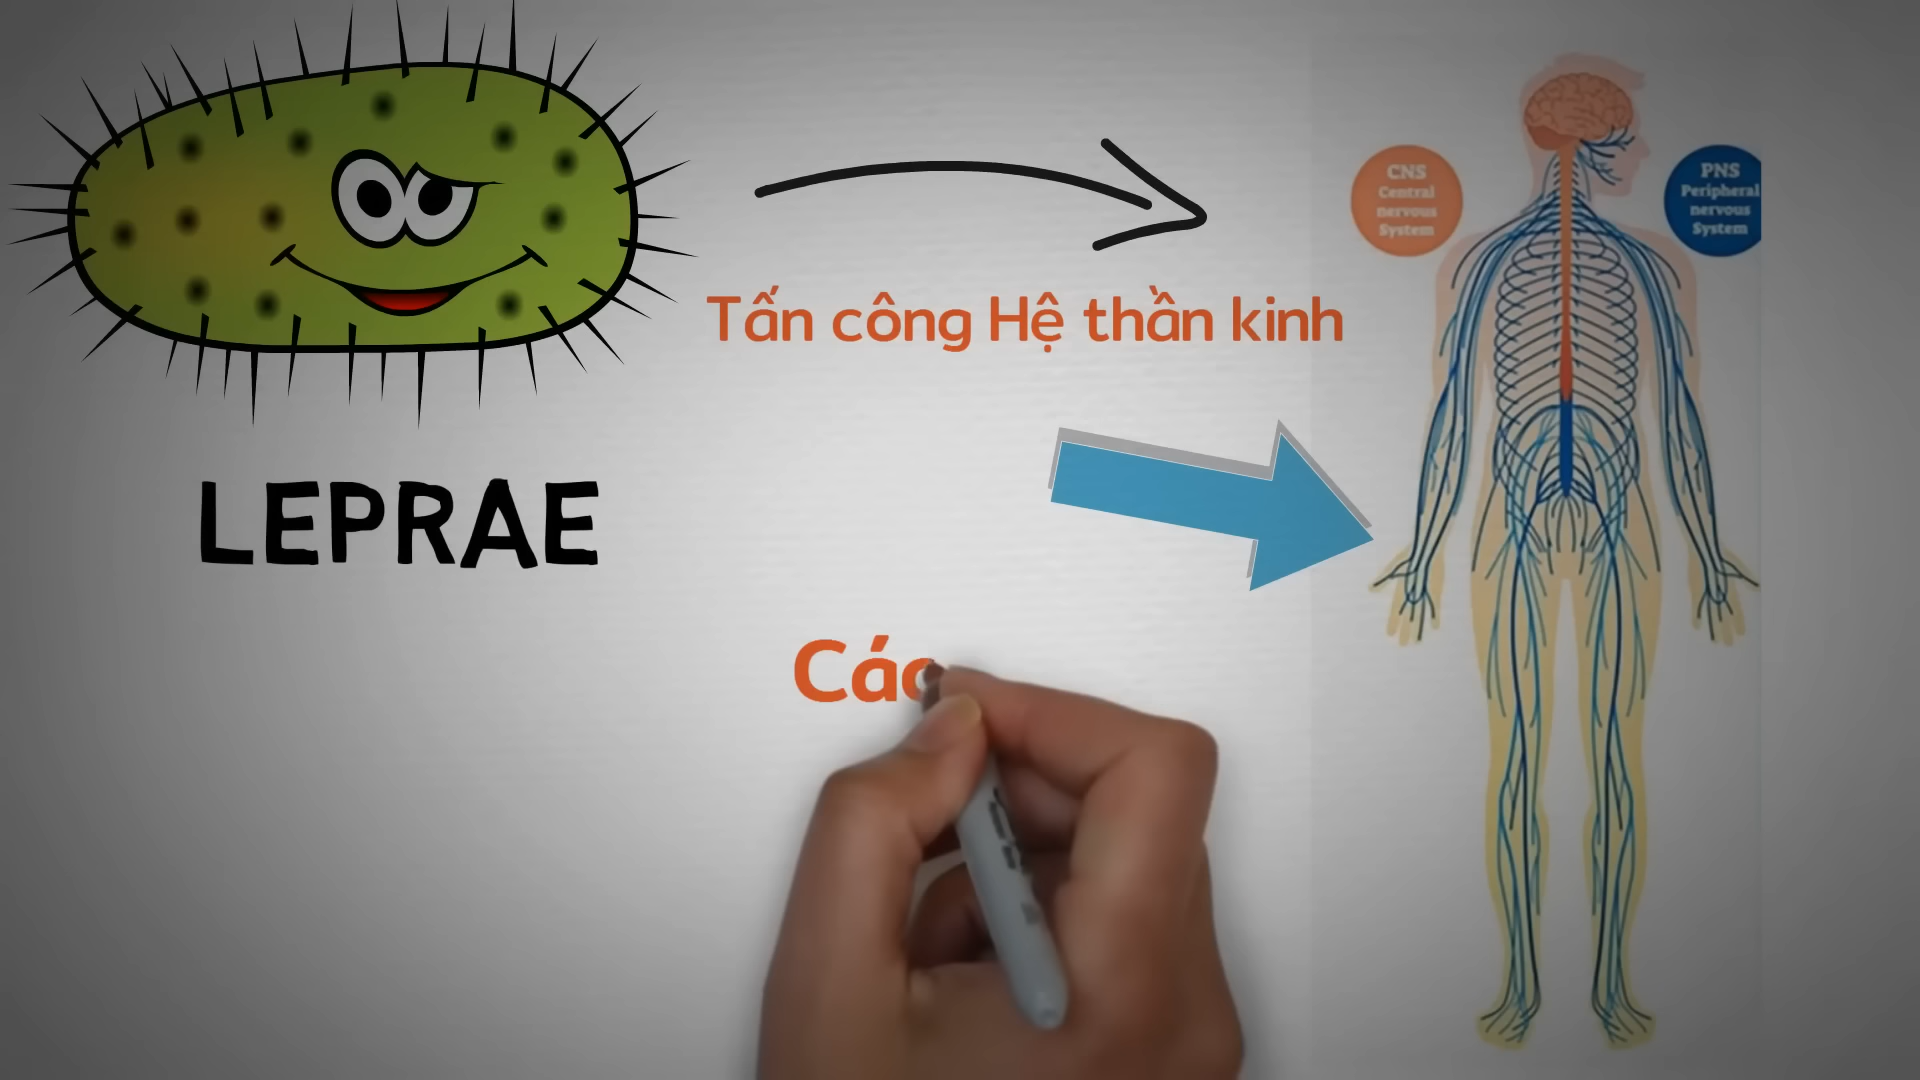 CNS
Central
nervous
System
PNS
Peripheral
nervous
System
Tấn công Hệ thần kinh
LEPRAE
Các